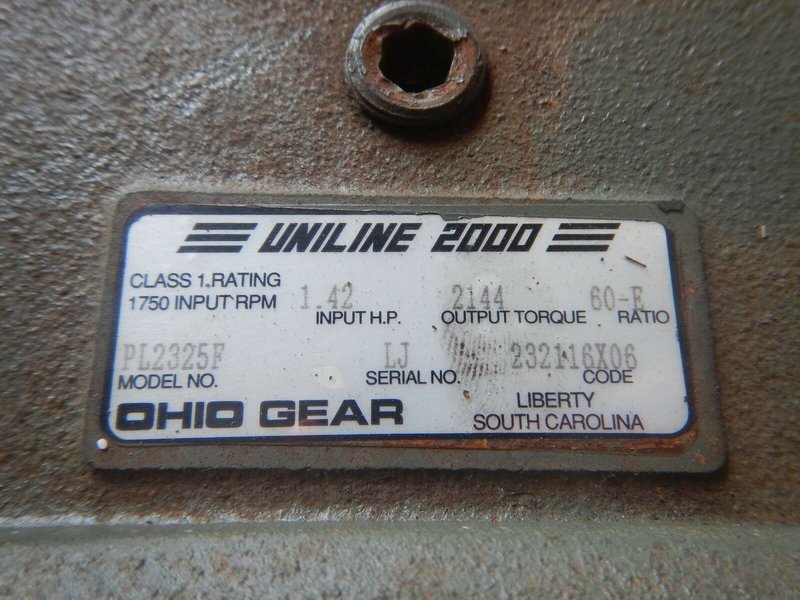 UNILINE 2000
CLASS 1.RATING
1750 INPUT RPM 1.42 INPUT H.P. 2144 OUTPUT TORQUE 60-E RATIO
PL2325F LJ 232116X06
MODEL NO. SERIAL NO. CODE
OHIO GEAR
LIBERTY
SOUTH CAROLINA